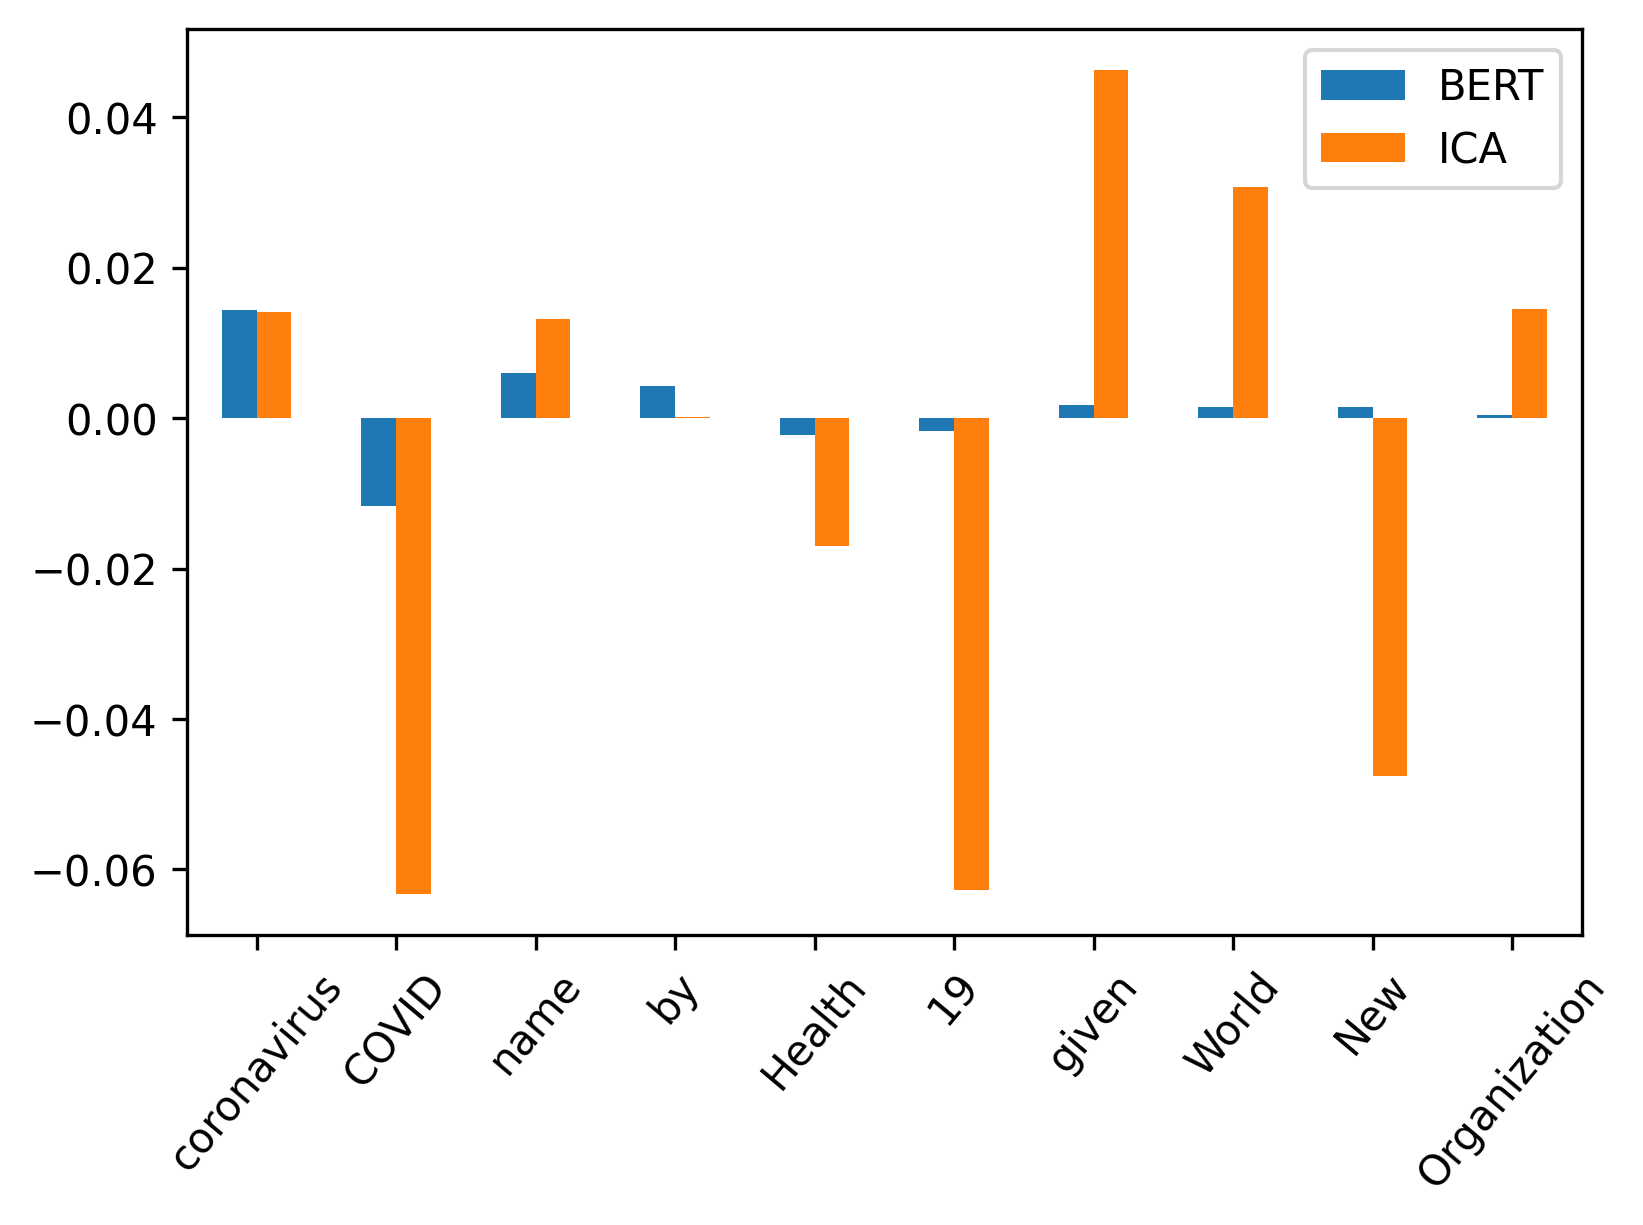 BERT
ICA
0.04
0.02
0.00
−0.02
−0.04
−0.06
coronavirus
COVID
name
by
Health
19
given
World
New
Organization